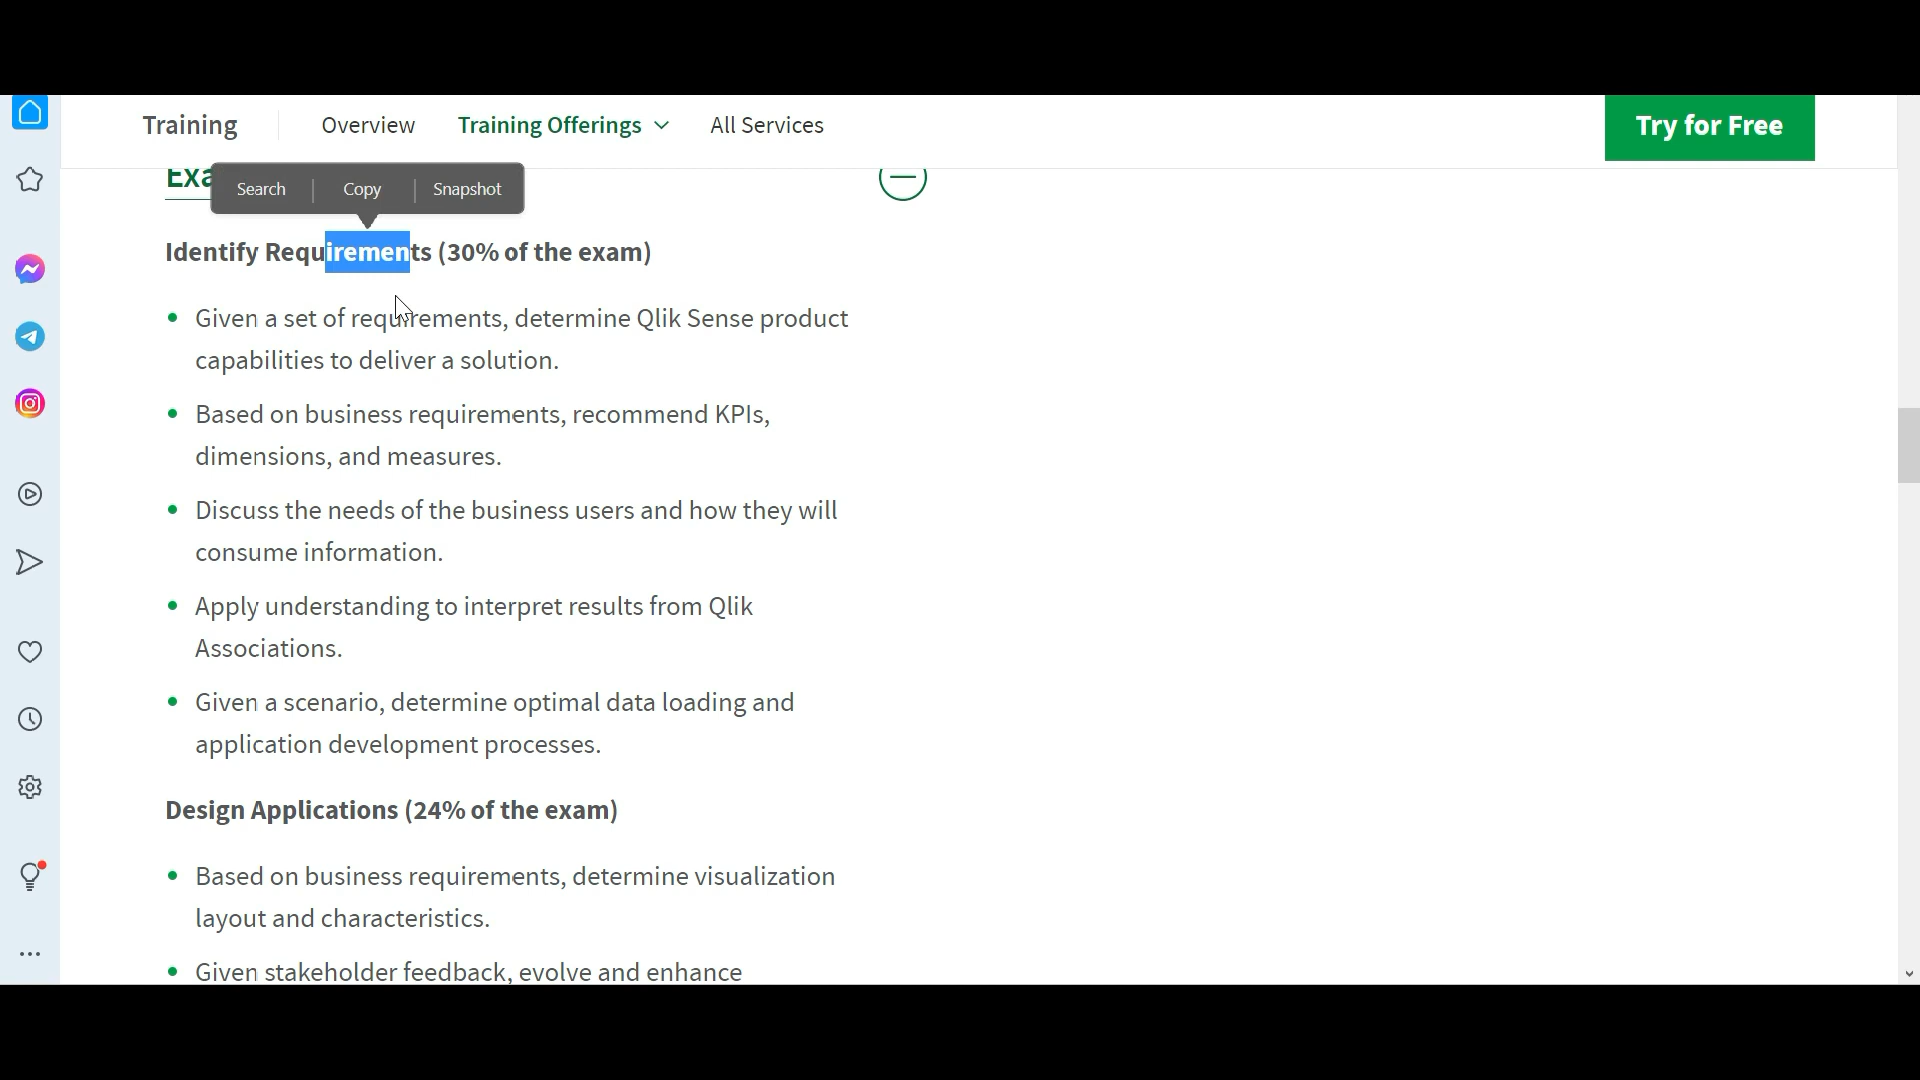 Training
Overview
Training Offerings
All Services
Try for Free
Exa
Search
Copy
Snapshot
Identify Requirements (30% of the exam)
Given a set of requirements, determine Qlik Sense product
capabilities to deliver a solution.
Based on business requirements, recommend KPIs,
dimensions, and measures.
Discuss the needs of the business users and how they will
consume information.
Apply understanding to interpret results from Qlik
Associations.
Given a scenario, determine optimal data loading and
application development processes.
Design Applications (24% of the exam)
Based on business requirements, determine visualization
layout and characteristics.
Given stakeholder feedback, evolve and enhance